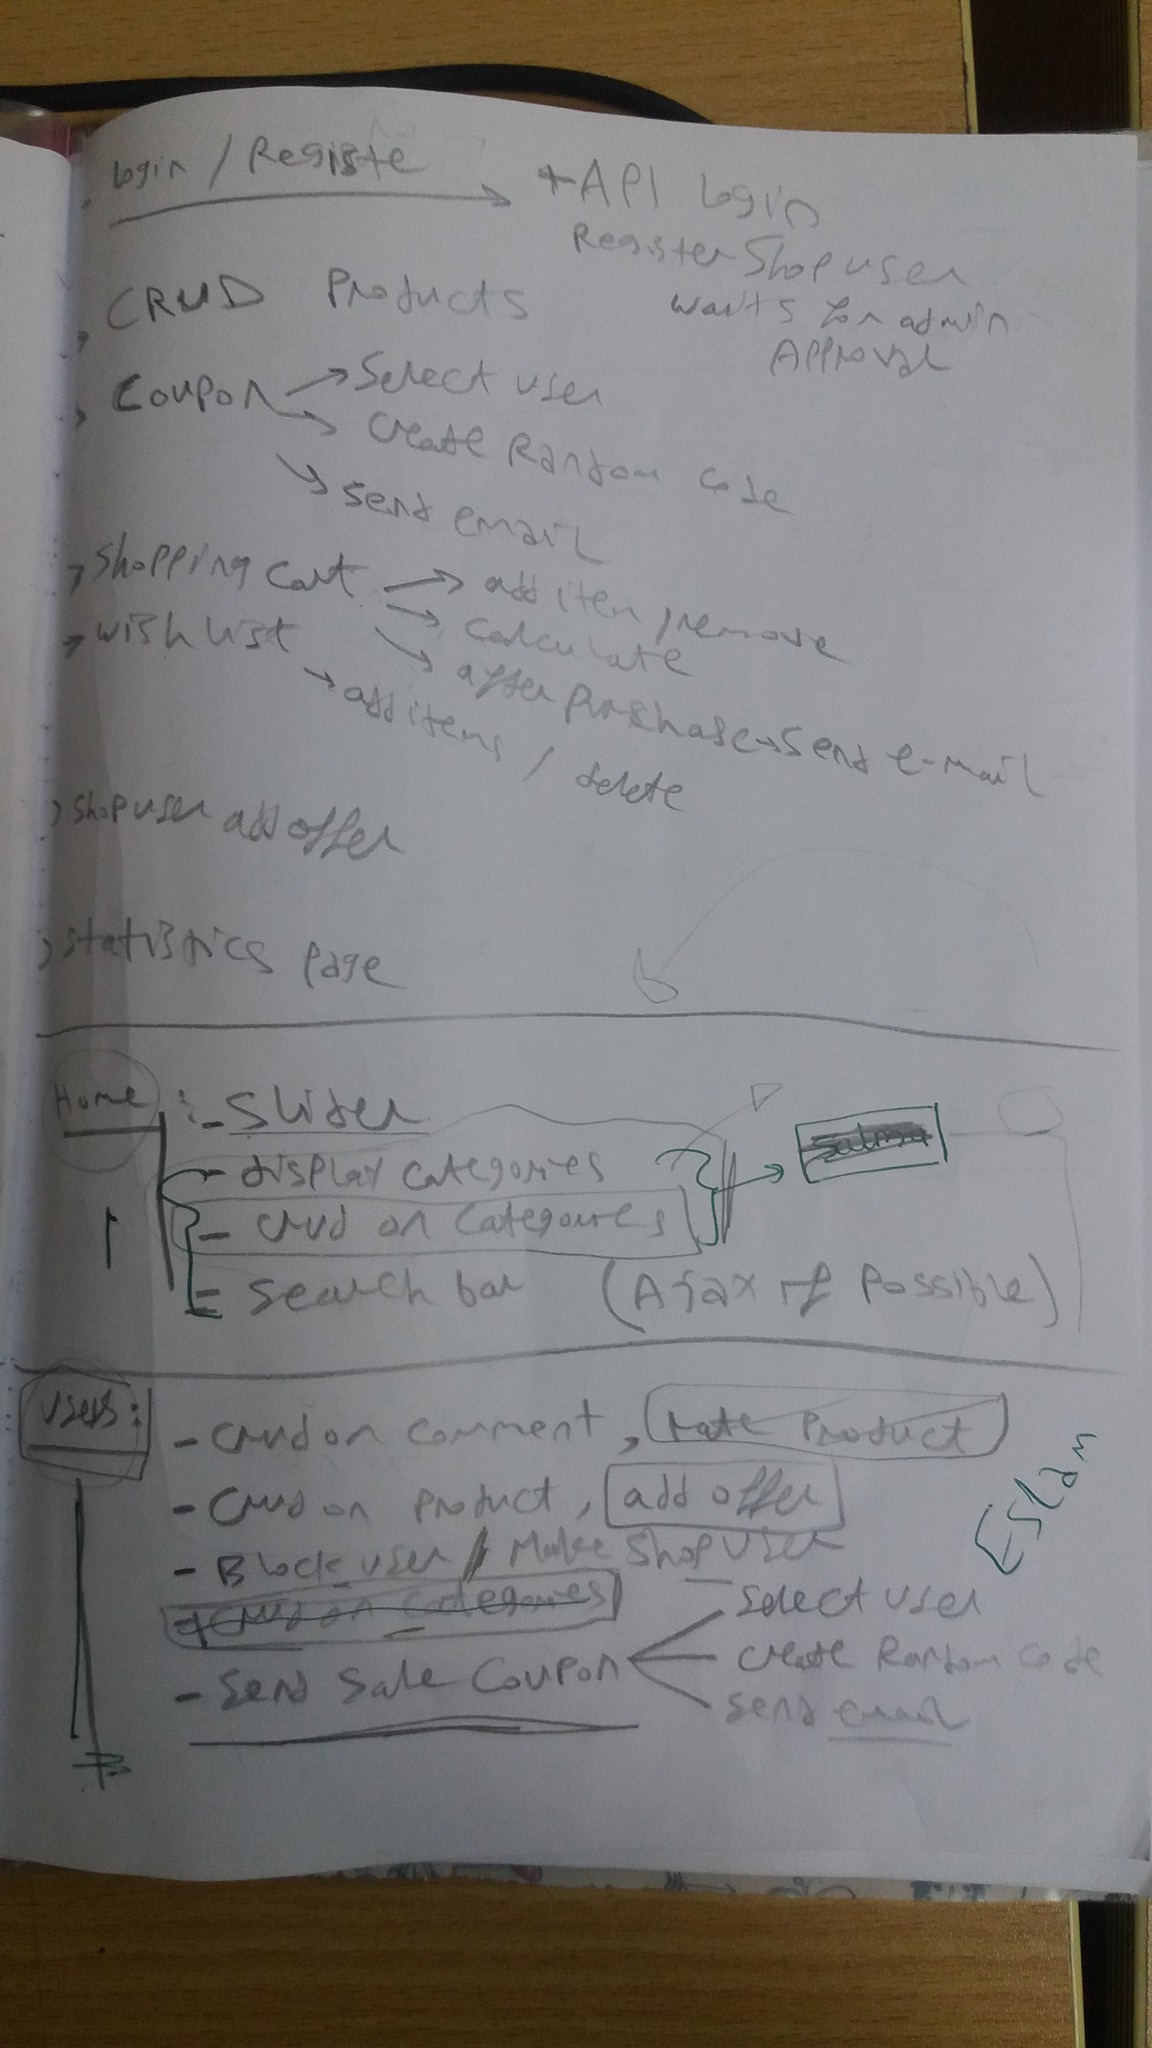 Login / Registe
+API Login
Register Shop user
waits for admin
Approval
CRUD Products
Coupon → Select user
→ Create Random Code
→ Send email
→ Shopping Cart → add item / remove
→ Calculate
→ after purshase → Send e-mail
→ wish list
→ add items / delete
shop user add offer
statistics page
Home : - Slider
- display categories
- Crud on Categories
- Search bar (Ajax if Possible)
Users:
- Crud on comment, Rate Product
- Crud on product, add offer
- Block user / Make Shop User
- Crud on Categories
- Send Sale Coupon
Select user
Create Random Code
Send email